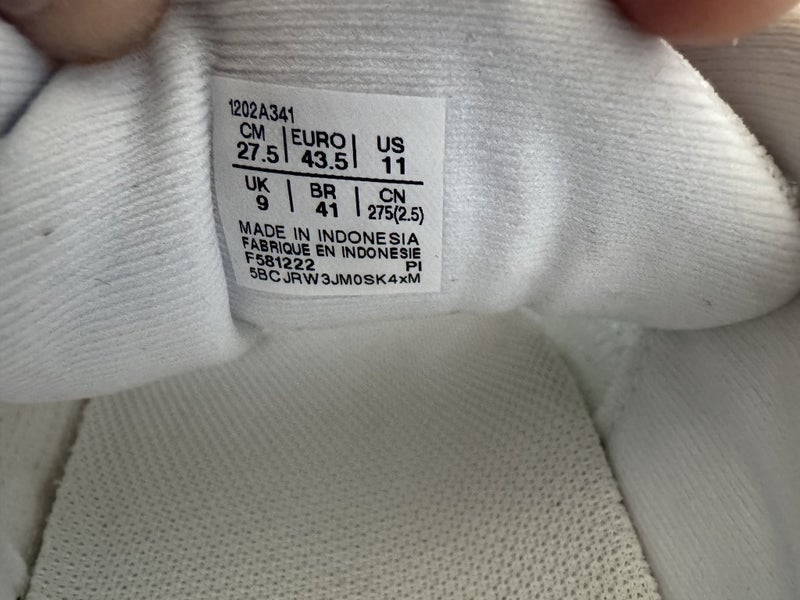 1202A341
CM | EURO | US
27.5 | 43.5 | 11
UK | BR | CN
9 | 41 | 275(2.5)
MADE IN INDONESIA
FABRIQUE EN INDONESIE
F581222 PI
5BCJRW3JM0SK4xM